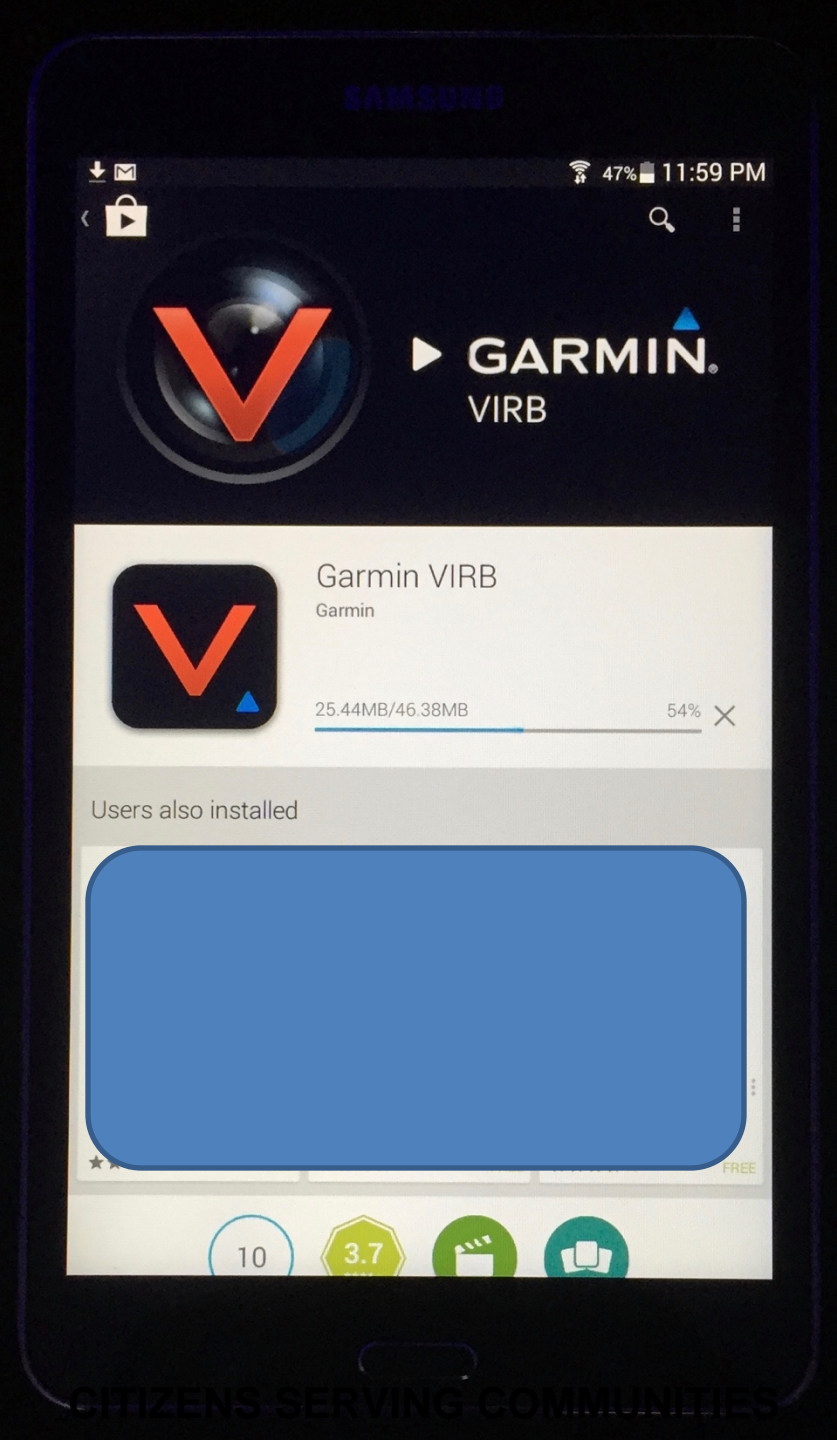 SAMSUNG
47% 11:59 PM
GARMIN®
VIRB
Garmin VIRB
Garmin
25.44MB/46.38MB 54%
Users also installed
FREE
10 3.7
CITIZENS SERVING COMMUNITIES